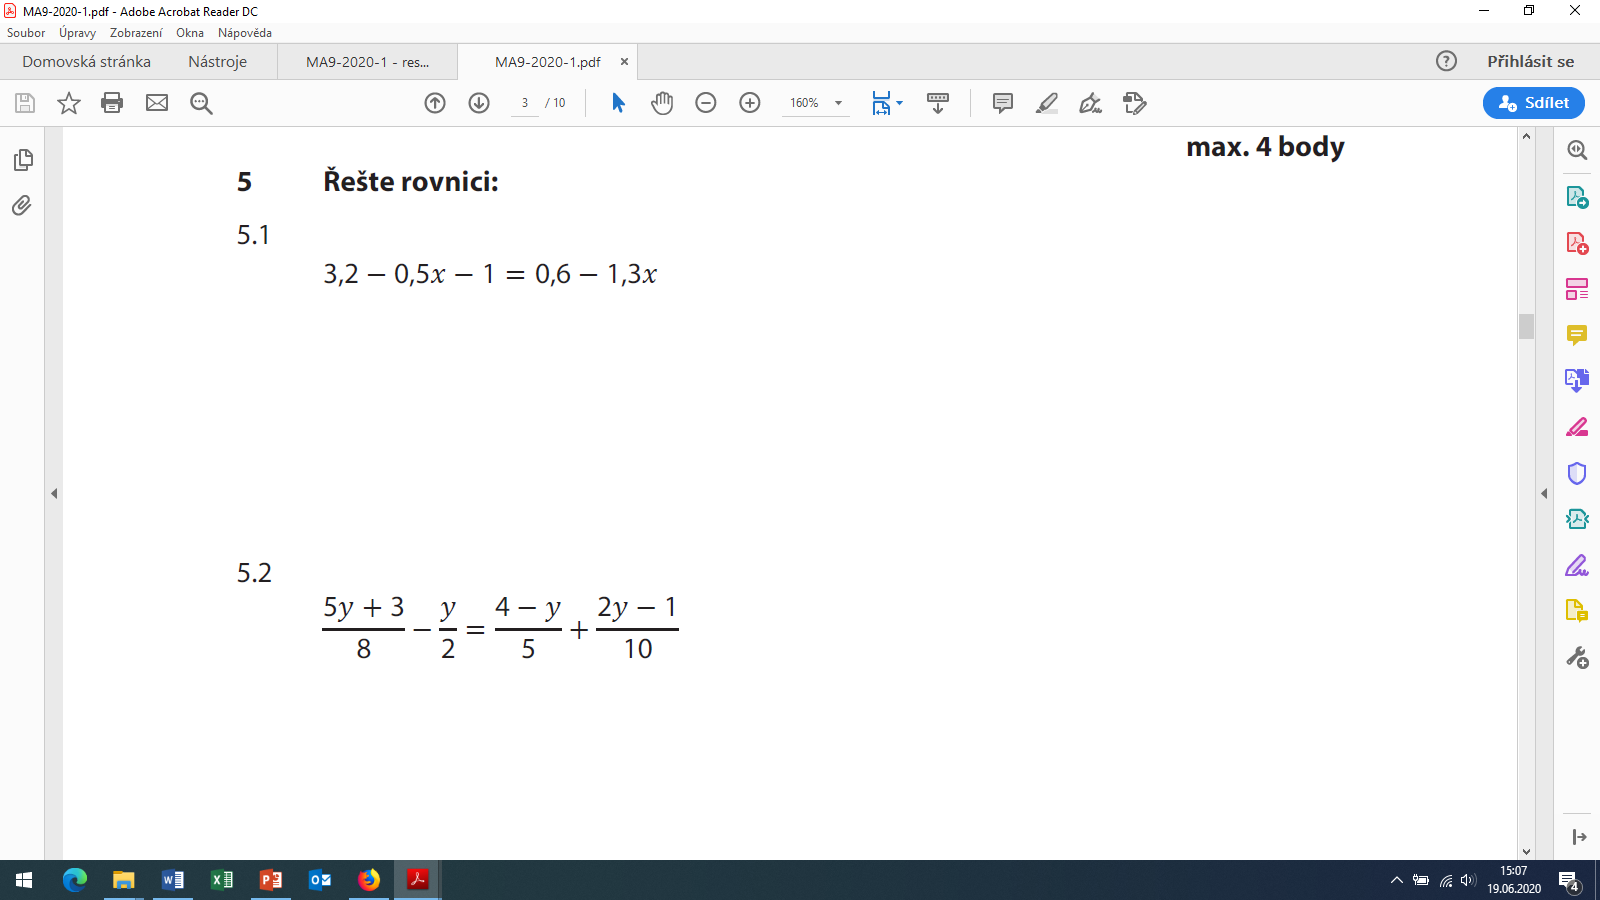 MA9-2020-1.pdf - Adobe Acrobat Reader DC
Soubor Úpravy Zobrazení Okna Nápověda
Domovská stránka Nástroje MA9-2020-1 - res... MA9-2020-1.pdf × Přihlásit se
3 / 10 160% Sdílet
max. 4 body
5 Řešte rovnici:
5.1
3,2 − 0,5x − 1 = 0,6 − 1,3x
5.2
(5y + 3)/8 − y/2 = (4 − y)/5 + (2y − 1)/10
15:07
19.06.2020
4